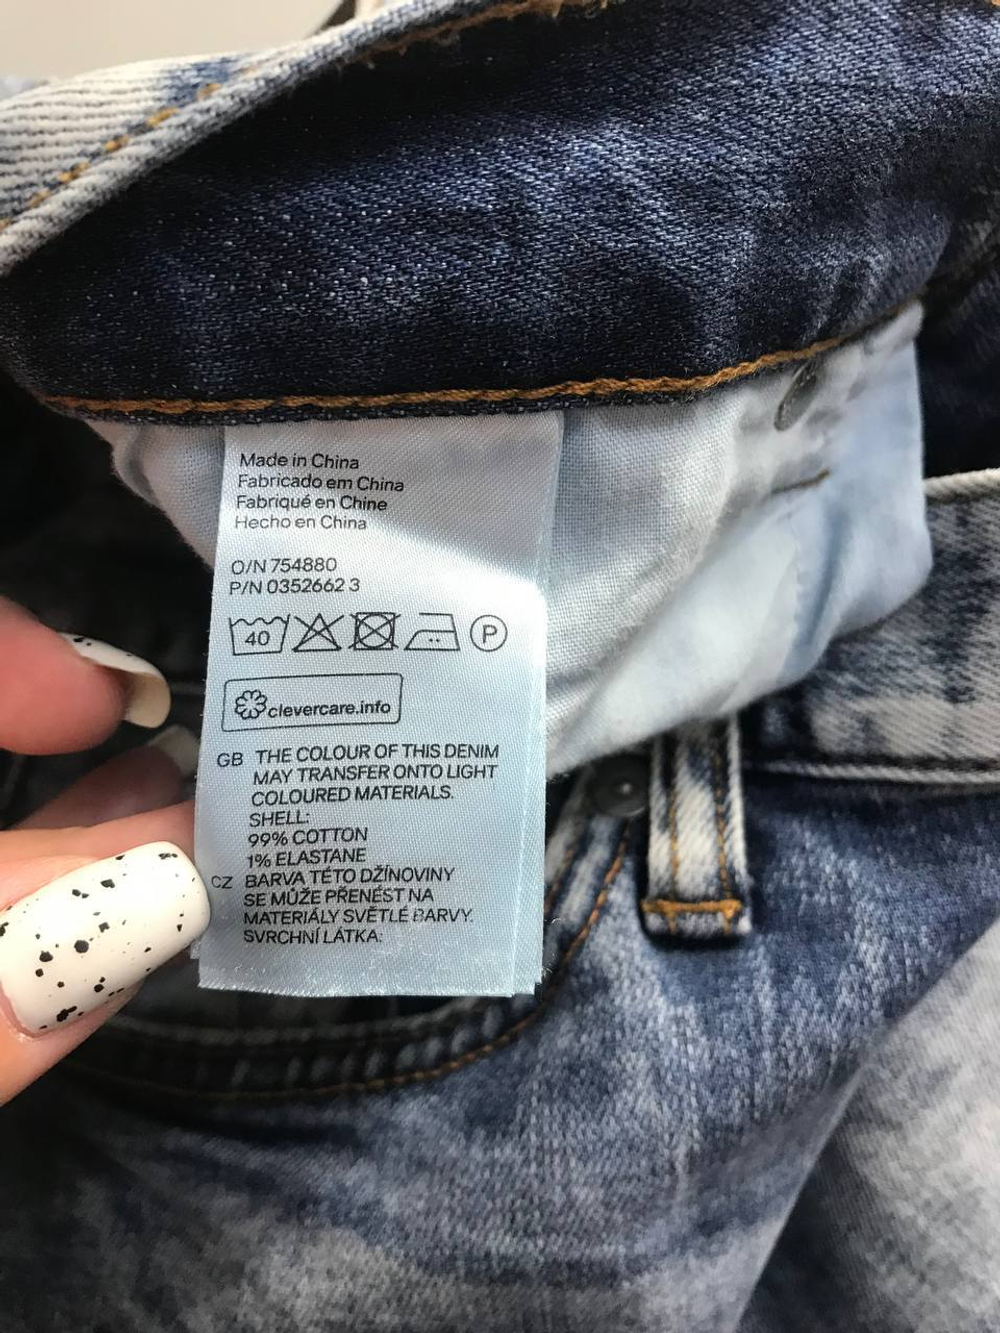 Made in China
Fabricado em China
Fabriqué en Chine
Hecho en China
O/N 754880
P/N 0352662 3
40 P
clevercare.info
GB THE COLOUR OF THIS DENIM
MAY TRANSFER ONTO LIGHT
COLOURED MATERIALS.
SHELL:
99% COTTON
1% ELASTANE
CZ BARVA TÉTO DŽÍNOVINY
SE MŮŽE PŘENÉST NA
MATERIÁLY SVĚTLÉ BARVY.
SVRCHNÍ LÁTKA: